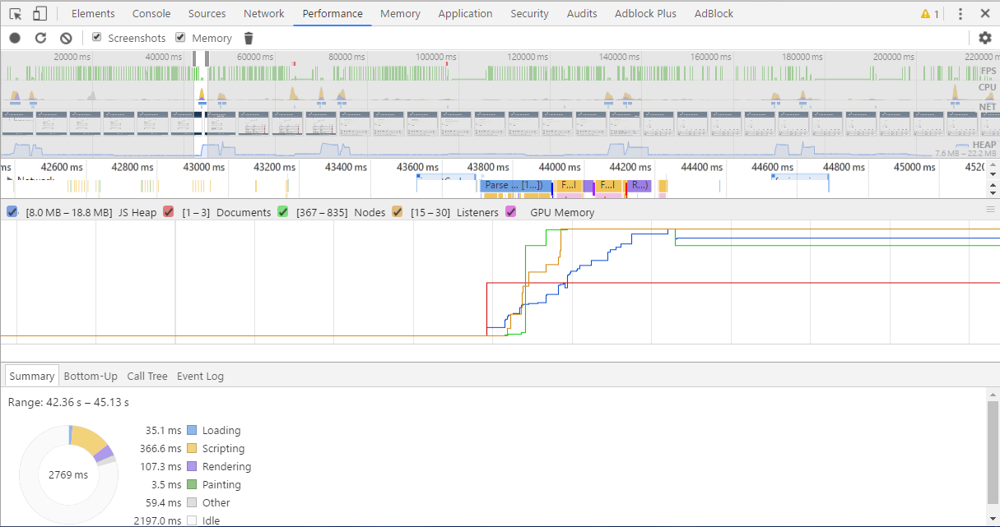 Elements Console Sources Network Performance Memory Application Security Audits Adblock Plus AdBlock 1
Screenshots Memory
20000 ms 40000 ms 60000 ms 80000 ms 100000 ms 120000 ms 140000 ms 160000 ms 180000 ms 200000 ms 220000 m
FPS
CPU
NET
HEAP
7.6 MB – 22.2 MB
ms 42600 ms 42800 ms 43000 ms 43200 ms 43400 ms 43600 ms 43800 ms 44000 ms 44200 ms 44400 ms 44600 ms 44800 ms 45000 ms 4520
Network
Parse ... [1...]) F...l F...l R...)
[8.0 MB – 18.8 MB] JS Heap [1 – 3] Documents [367 – 835] Nodes [15 – 30] Listeners GPU Memory
Summary Bottom-Up Call Tree Event Log
Range: 42.36 s – 45.13 s
35.1 ms Loading
366.6 ms Scripting
107.3 ms Rendering
2769 ms
3.5 ms Painting
59.4 ms Other
2197.0 ms Idle